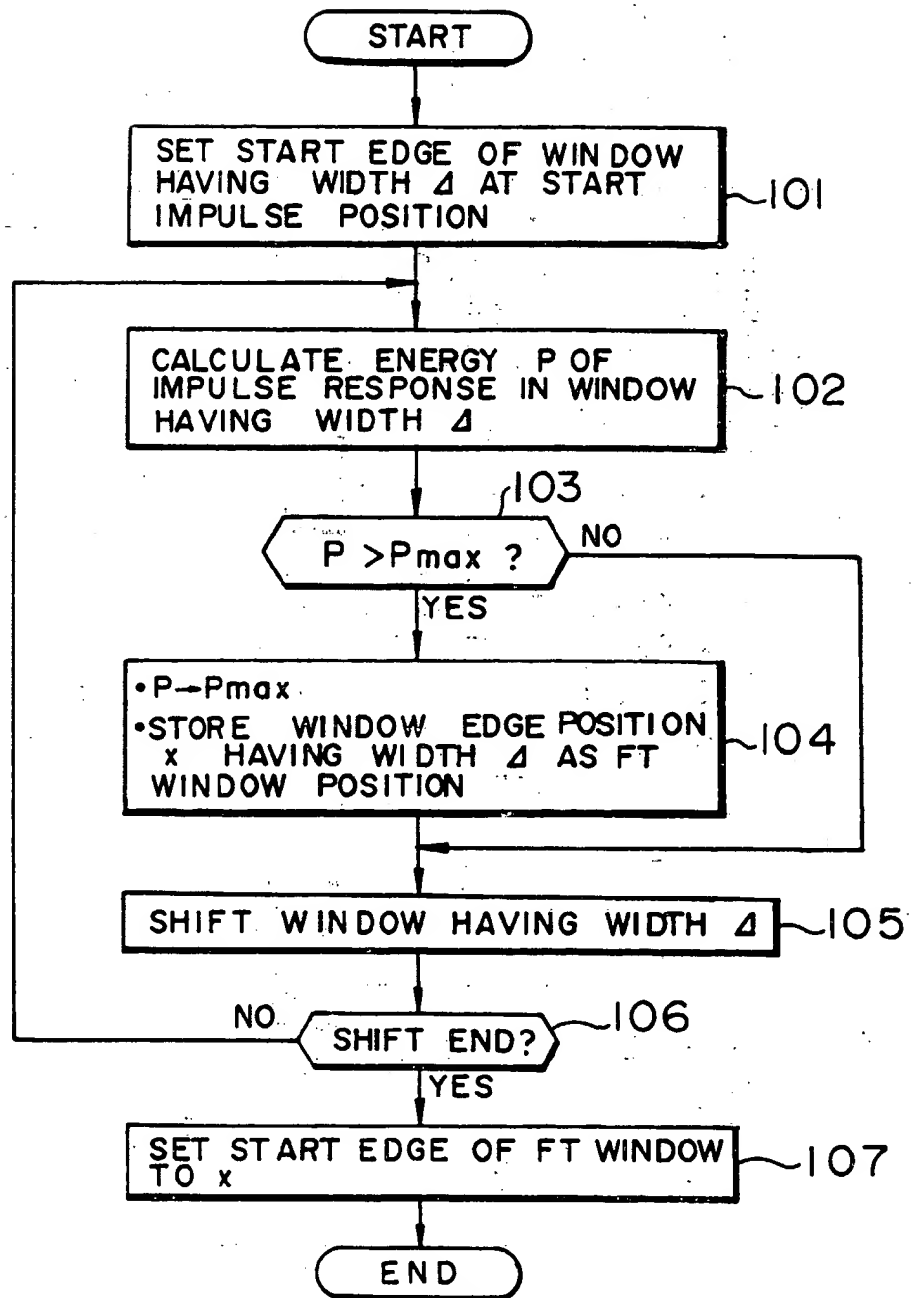 START
SET START EDGE OF WINDOW
HAVING WIDTH Δ AT START
IMPULSE POSITION
101
CALCULATE ENERGY P OF
IMPULSE RESPONSE IN WINDOW
HAVING WIDTH Δ
102
103
P >Pmax ?
NO
YES
•P→Pmax
•STORE WINDOW EDGE POSITION
x HAVING WIDTH Δ AS FT
WINDOW POSITION
104
SHIFT WINDOW HAVING WIDTH Δ
105
NO
SHIFT END?
106
YES
SET START EDGE OF FT WINDOW
TO x
107
END